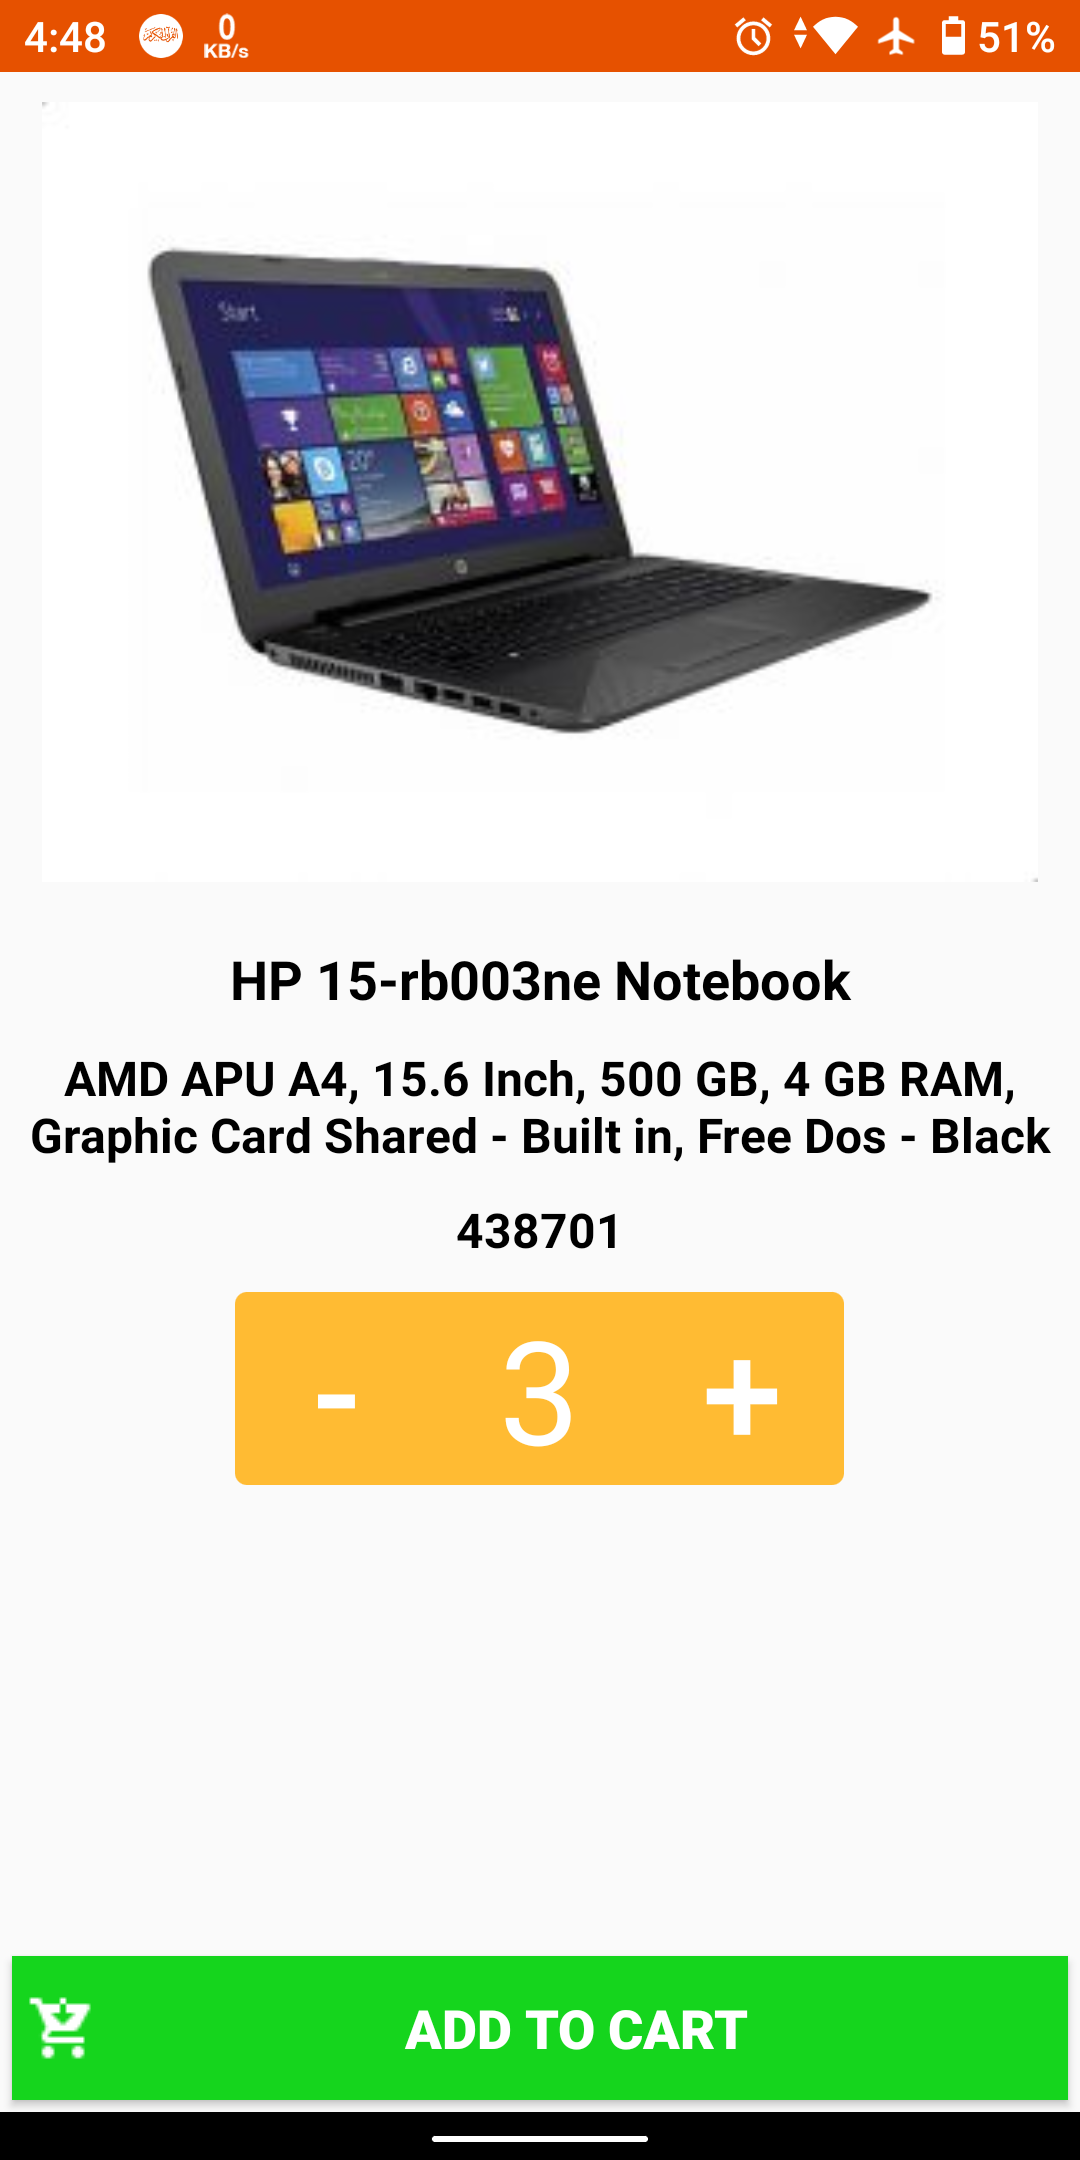 4:48
0
KB/s
51%
Start
HP 15-rb003ne Notebook
AMD APU A4, 15.6 Inch, 500 GB, 4 GB RAM,
Graphic Card Shared - Built in, Free Dos - Black
438701
- 3 +
ADD TO CART